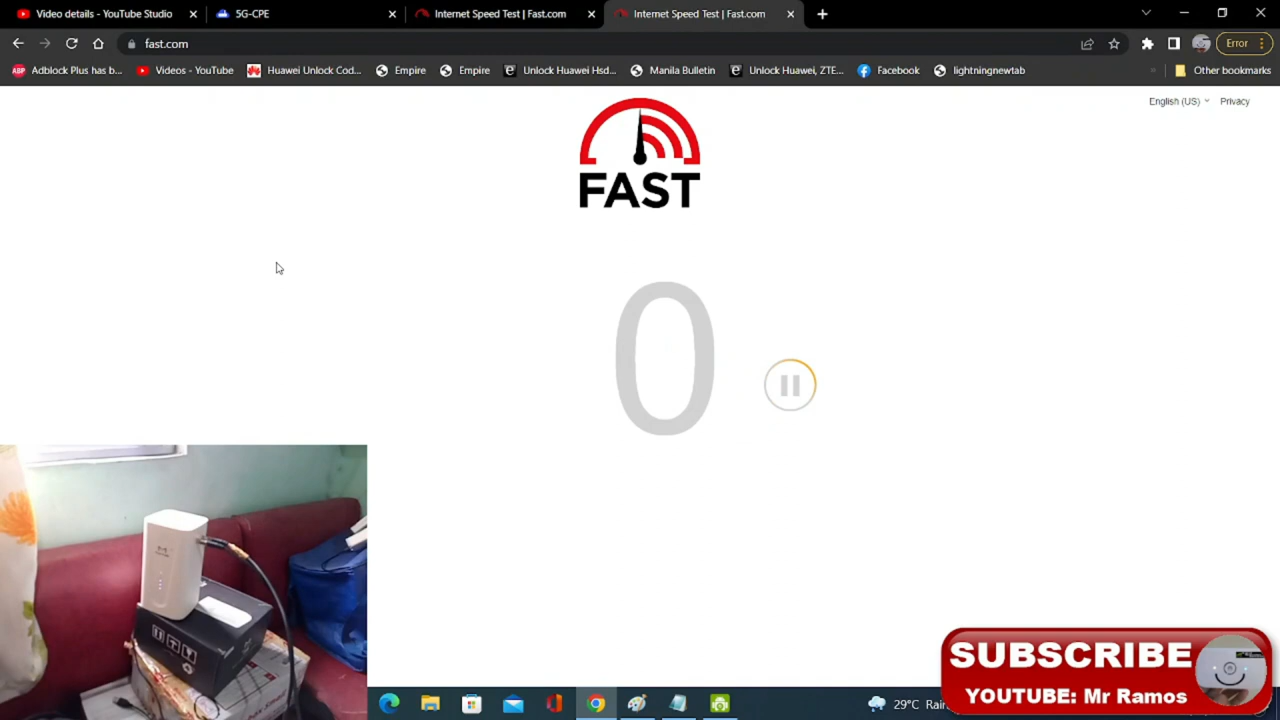 Video details - YouTube Studio
5G-CPE
Internet Speed Test | Fast.com
Internet Speed Test | Fast.com
fast.com
Error
ABP
Adblock Plus has b...
Videos - YouTube
Huawei Unlock Cod...
Empire
Empire
Unlock Huawei Hsd...
Manila Bulletin
Unlock Huawei, ZTE...
Facebook
lightningnewtab
Other bookmarks
English (US)
Privacy
FAST
0
29°C
SUBSCRIBE
YOUTUBE: Mr Ramos